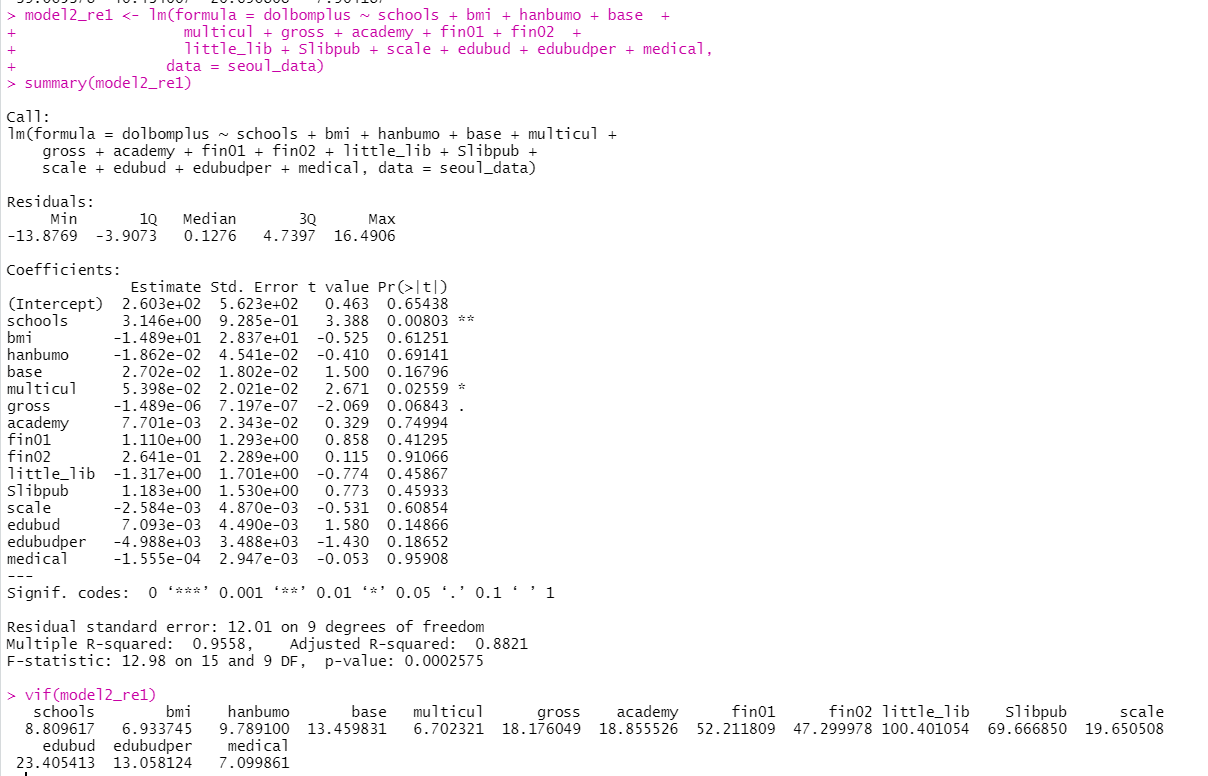 > model2_re1 <- lm(formula = dolbomplus ~ schools + bmi + hanbumo + base  +
+                   multicul + gross + academy + fin01 + fin02  +
+                   little_lib + Slibpub + scale + edubud + edubudper + medical,
+                 data = seoul_data)
> summary(model2_re1)

Call:
lm(formula = dolbomplus ~ schools + bmi + hanbumo + base + multicul +
    gross + academy + fin01 + fin02 + little_lib + Slibpub +
    scale + edubud + edubudper + medical, data = seoul_data)

Residuals:
     Min       1Q   Median       3Q      Max
-13.8769  -3.9073   0.1276   4.7397  16.4906

Coefficients:
              Estimate Std. Error t value Pr(>|t|)
(Intercept)  2.603e+02  5.623e+02   0.463  0.65438
schools      3.146e+00  9.285e-01   3.388  0.00803 **
bmi         -1.489e+01  2.837e+01  -0.525  0.61251
hanbumo     -1.862e-02  4.541e-02  -0.410  0.69141
base         2.702e-02  1.802e-02   1.500  0.16796
multicul     5.398e-02  2.021e-02   2.671  0.02559 *
gross       -1.489e-06  7.197e-07  -2.069  0.06843 .
academy      7.701e-03  2.343e-02   0.329  0.74994
fin01        1.110e+00  1.293e+00   0.858  0.41295
fin02        2.641e-01  2.289e+00   0.115  0.91066
little_lib  -1.317e+00  1.701e+00  -0.774  0.45867
Slibpub      1.183e+00  1.530e+00   0.773  0.45933
scale       -2.584e-03  4.870e-03  -0.531  0.60854
edubud       7.093e-03  4.490e-03   1.580  0.14866
edubudper   -4.988e+03  3.488e+03  -1.430  0.18652
medical     -1.555e-04  2.947e-03  -0.053  0.95908
---
Signif. codes:  0 ‘***’ 0.001 ‘**’ 0.01 ‘*’ 0.05 ‘.’ 0.1 ‘ ’ 1

Residual standard error: 12.01 on 9 degrees of freedom
Multiple R-squared:  0.9558,    Adjusted R-squared:  0.8821
F-statistic: 12.98 on 15 and 9 DF,  p-value: 0.0002575

> vif(model2_re1)
   schools        bmi    hanbumo       base   multicul      gross    academy      fin01      fin02 little_lib    Slibpub      scale
  8.809617   6.933745   9.789100  13.459831   6.702321  18.176049  18.855526  52.211809  47.299978 100.401054  69.666850  19.650508
    edubud  edubudper    medical
 23.405413  13.058124   7.099861